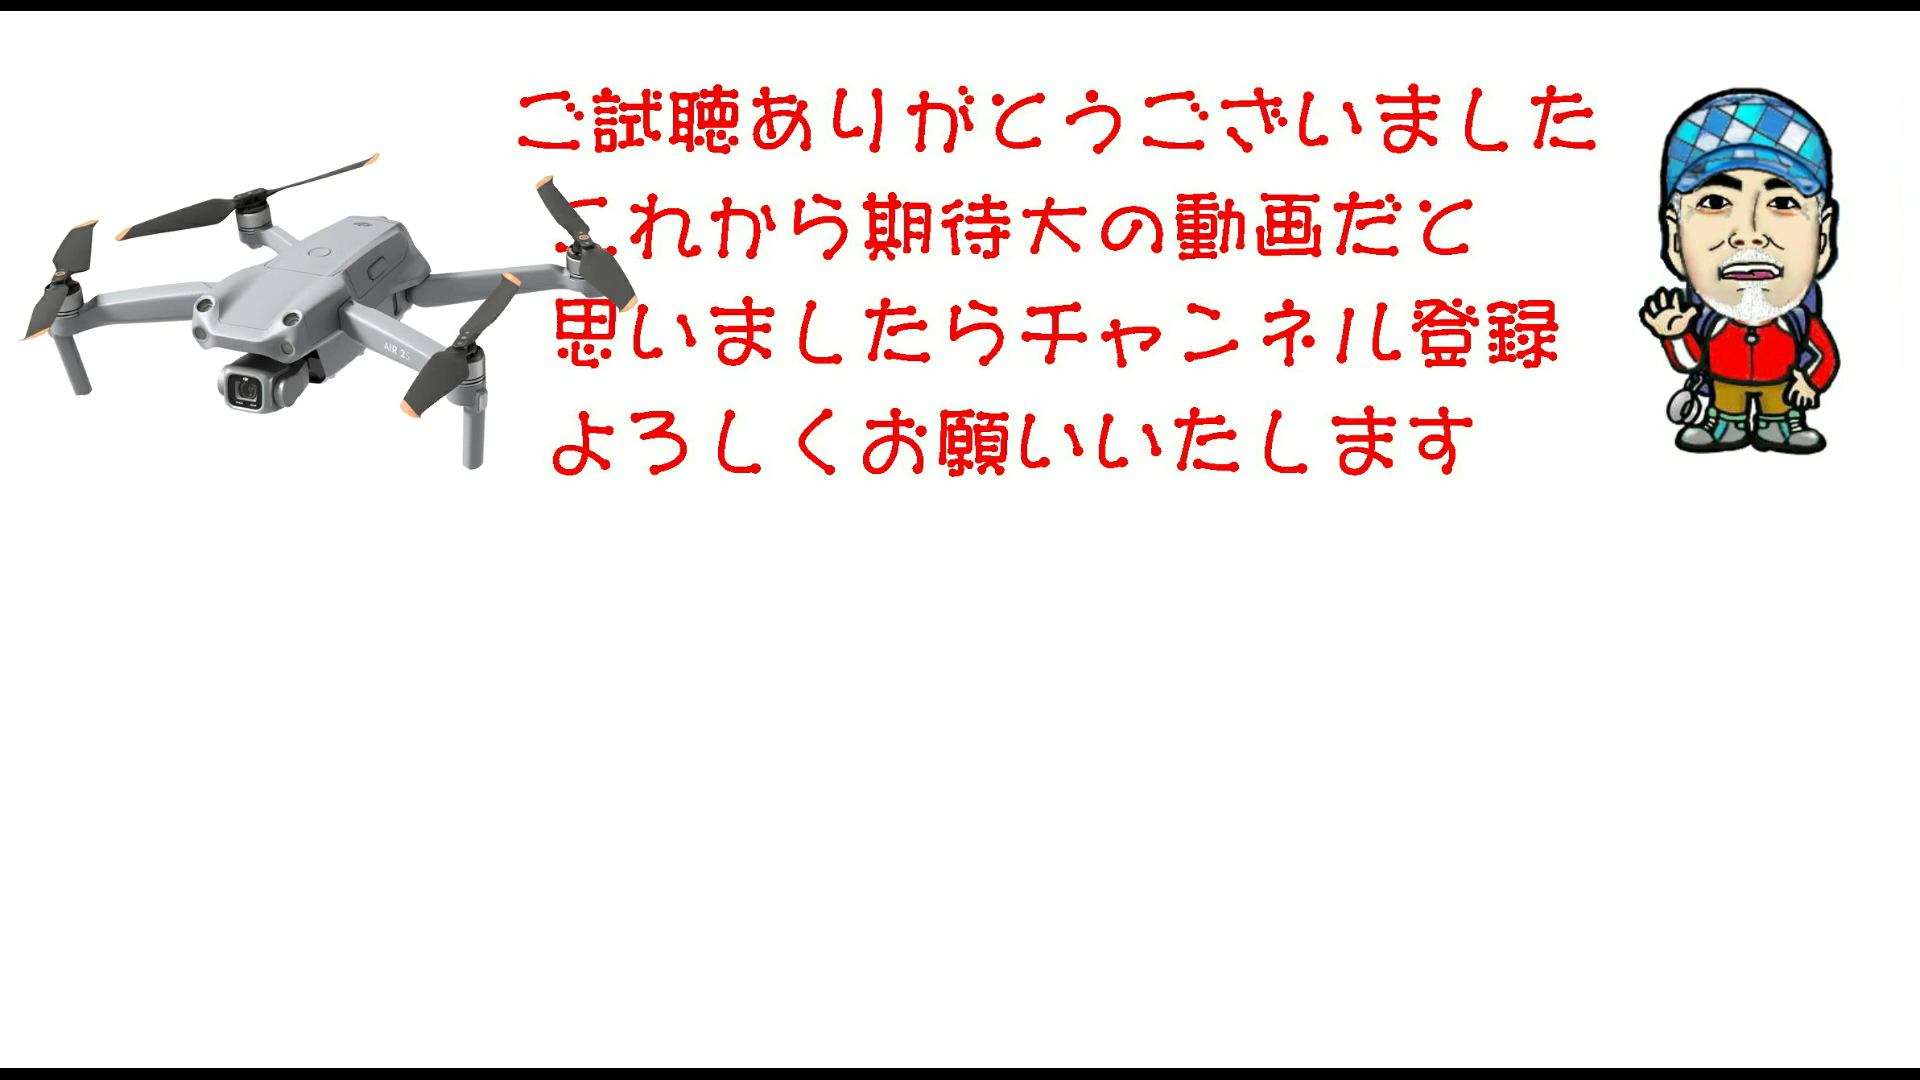 ご試聴ありがとうございました
これから期待大の動画だと
思いましたらチャンネル登録
よろしくお願いいたします
AIR 2S